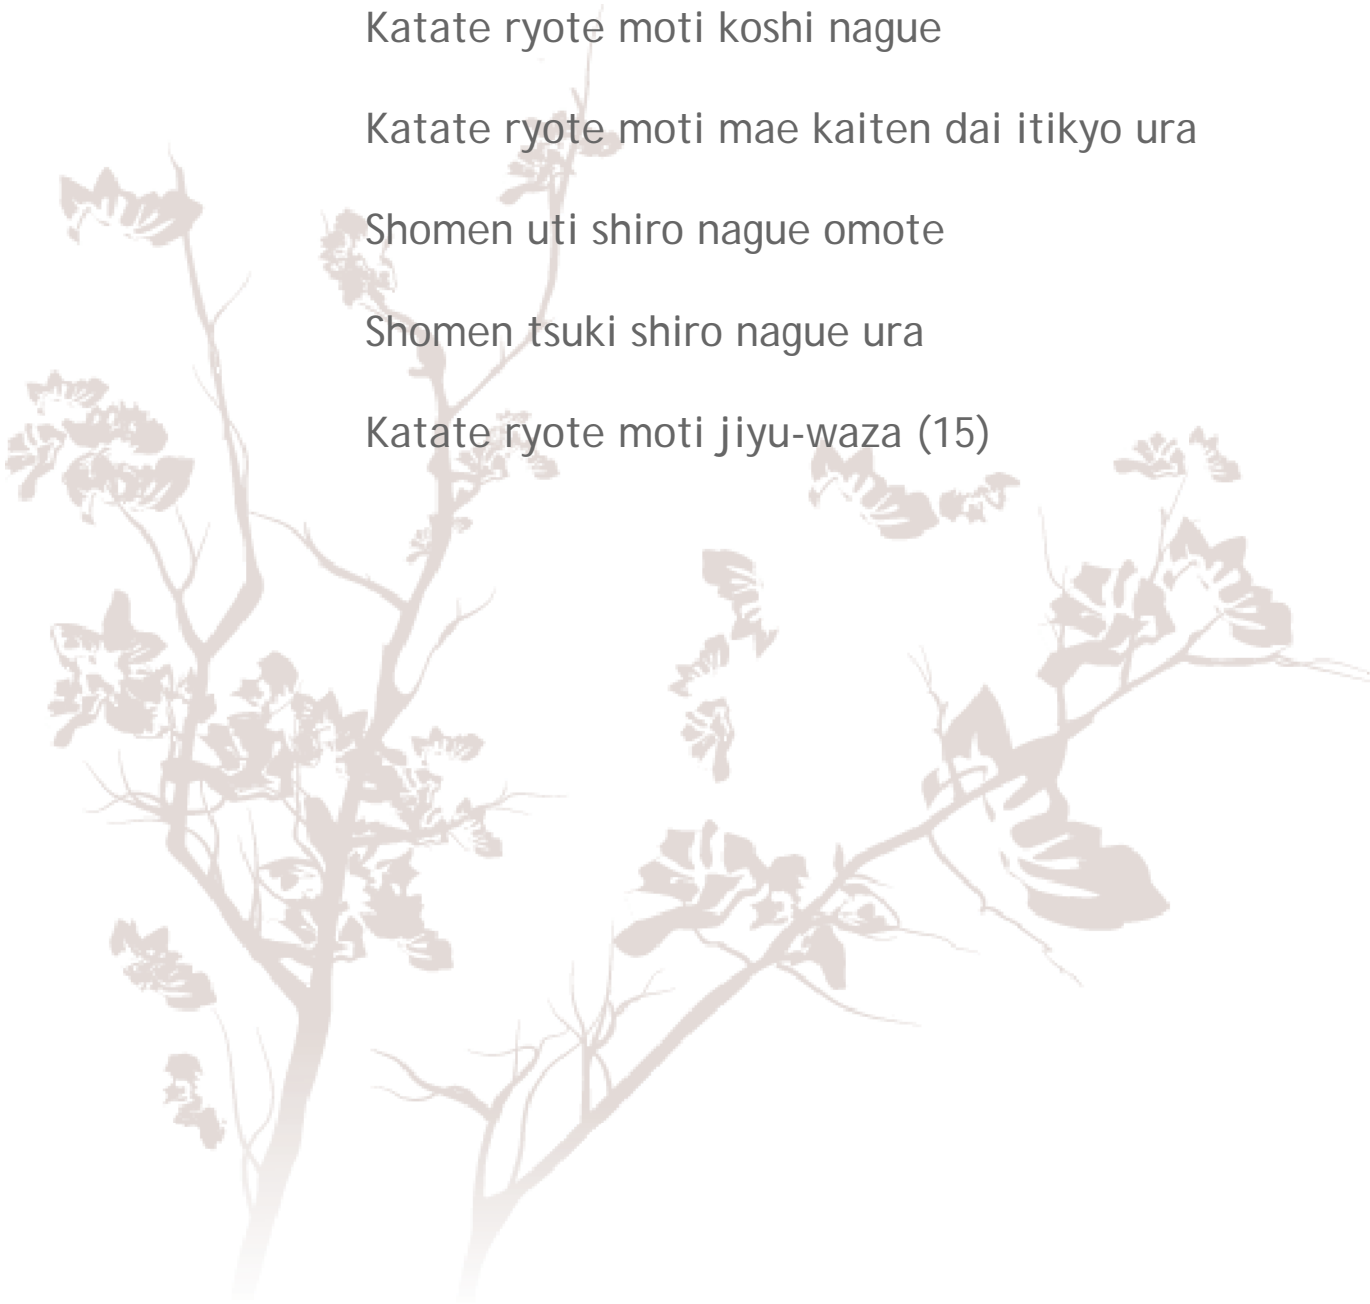 Katate ryote moti koshi nague
Katate ryote moti mae kaiten dai itikyo ura
Shomen uti shiro nague omote
Shomen tsuki shiro nague ura
Katate ryote moti jiyu-waza (15)